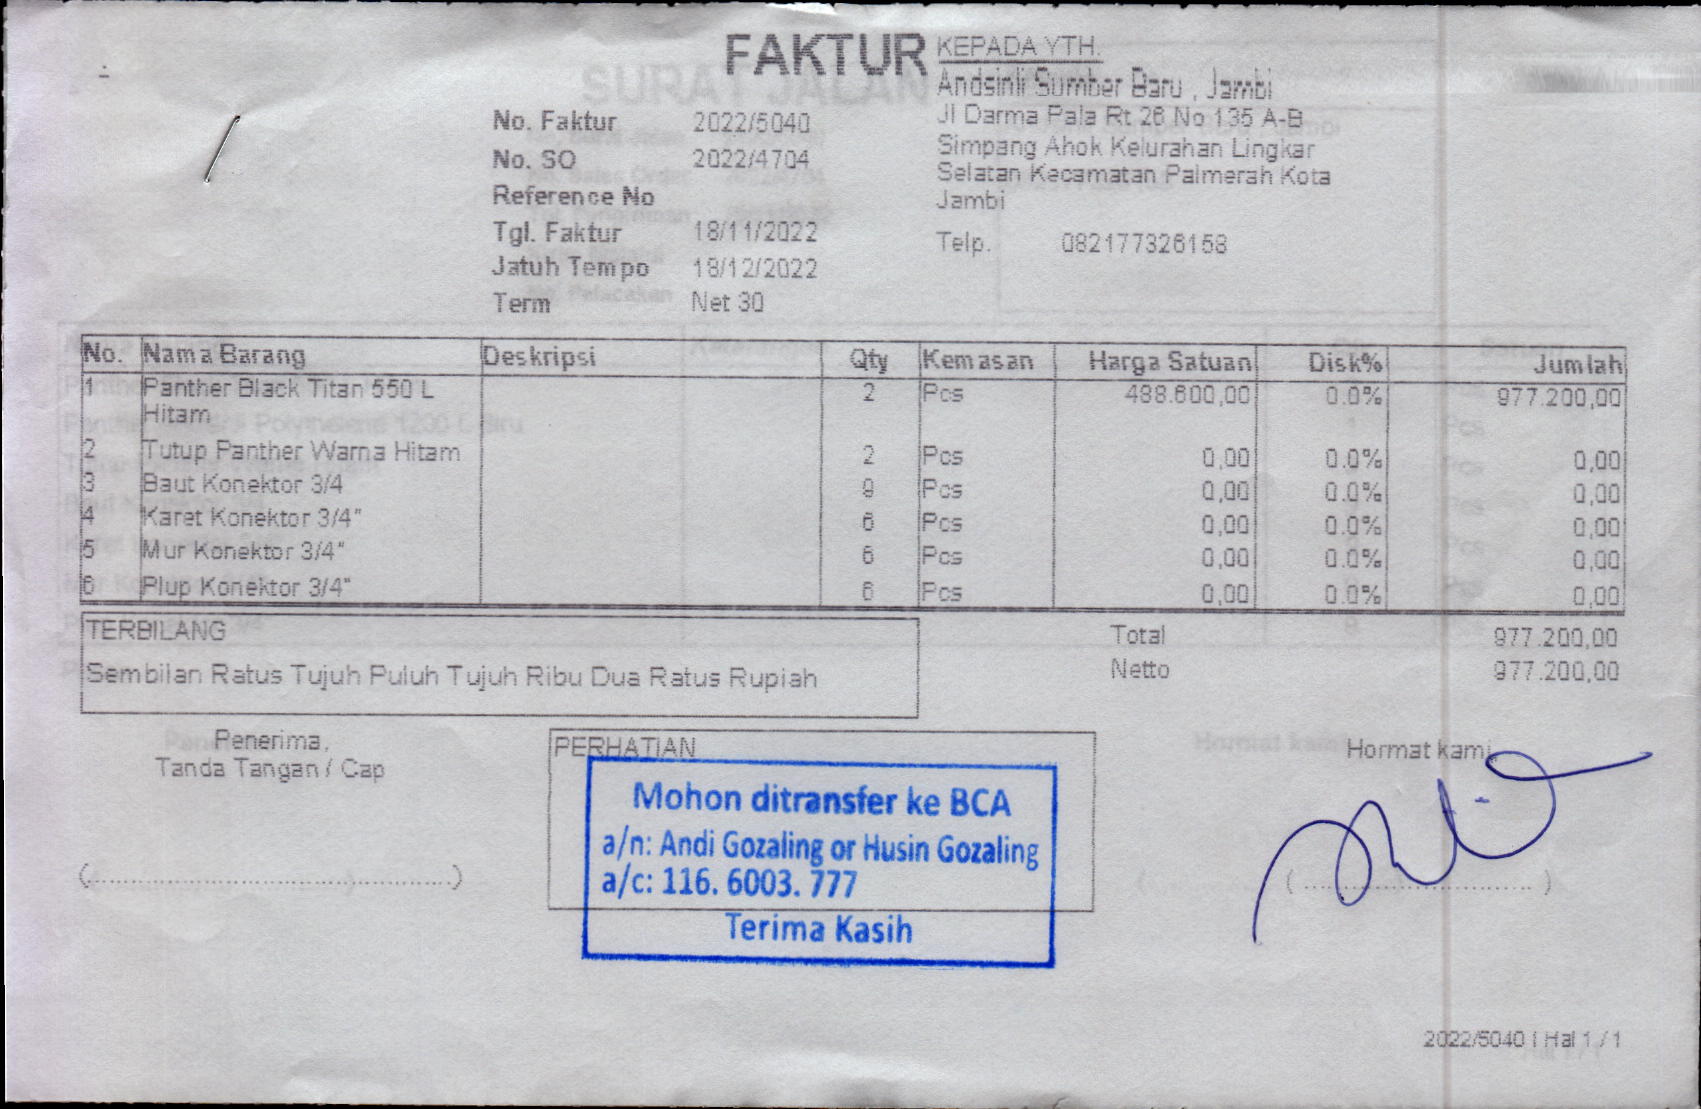 FAKTUR
No. Faktur 2022/5040
No. SO 2022/4704
Reference No
Tgl. Faktur 18/11/2022
Jatuh Tempo 18/12/2022
Term Net 30
KEPADA YTH.
Andsinli Sumber Baru , Jambi
Jl Darma Pala Rt 26 No 135 A-B
Simpang Ahok Kelurahan Lingkar
Selatan Kecamatan Palmerah Kota
Jambi
Telp. 082177326158
No. Nama Barang Deskripsi Qty Kemasan Harga Satuan Disk% Jumlah
1 Panther Black Titan 550 L 2 Pcs 488.600,00 0.0% 977.200,00
Hitam
2 Tutup Panther Warna Hitam 2 Pcs 0,00 0.0% 0,00
3 Baut Konektor 3/4 Pcs 0,00 0.0% 0,00
4 Karet Konektor 3/4" 6 Pcs 0,00 0.0% 0,00
5 Mur Konektor 3/4" 6 Pcs 0,00 0.0% 0,00
6 Plup Konektor 3/4" 6 Pcs 0,00 0.0% 0,00
TERBILANG
Sembilan Ratus Tujuh Puluh Tujuh Ribu Dua Ratus Rupiah
Total 977.200,00
Netto 977.200,00
Penerima,
Tanda Tangan / Cap
PERHATIAN
Mohon ditransfer ke BCA
a/n: Andi Gozaling or Husin Gozaling
a/c: 116. 6003. 777
Terima Kasih
Hormat kami,
2022/5040 | Hal 1 / 1